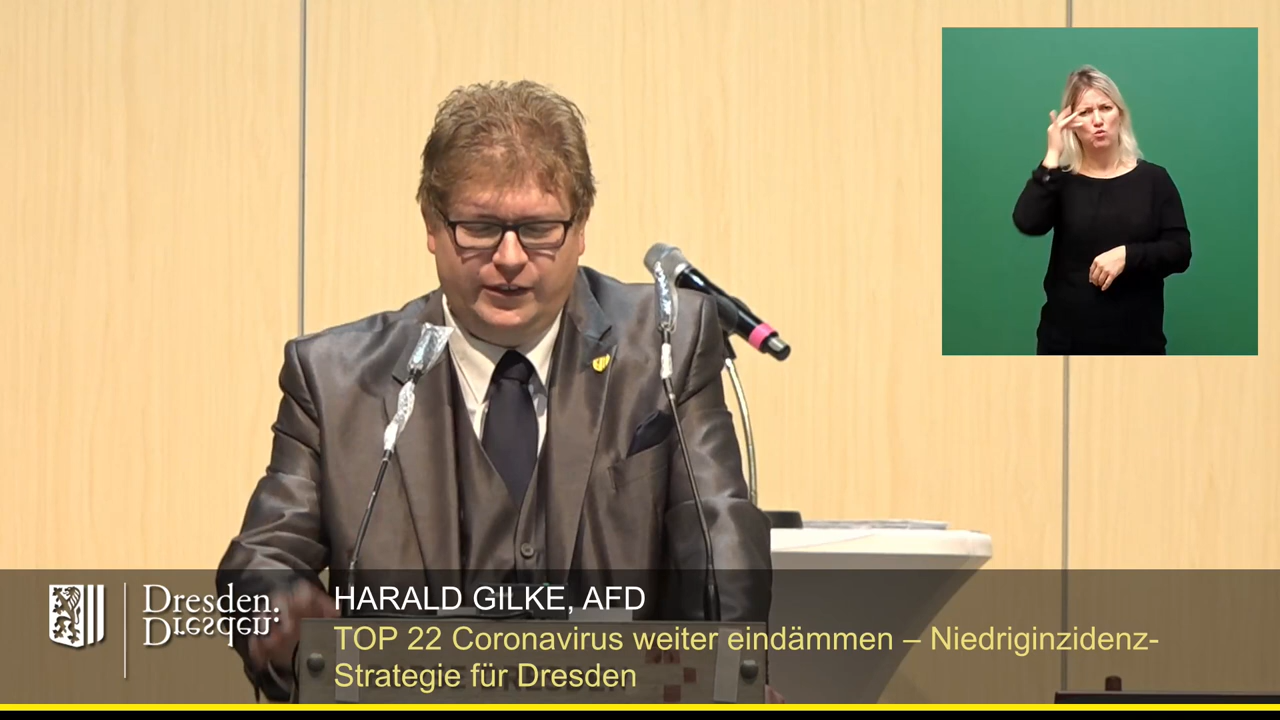 Dresden.
Dresden.
HARALD GILKE, AFD
TOP 22 Coronavirus weiter eindämmen – Niedriginzidenz-
Strategie für Dresden